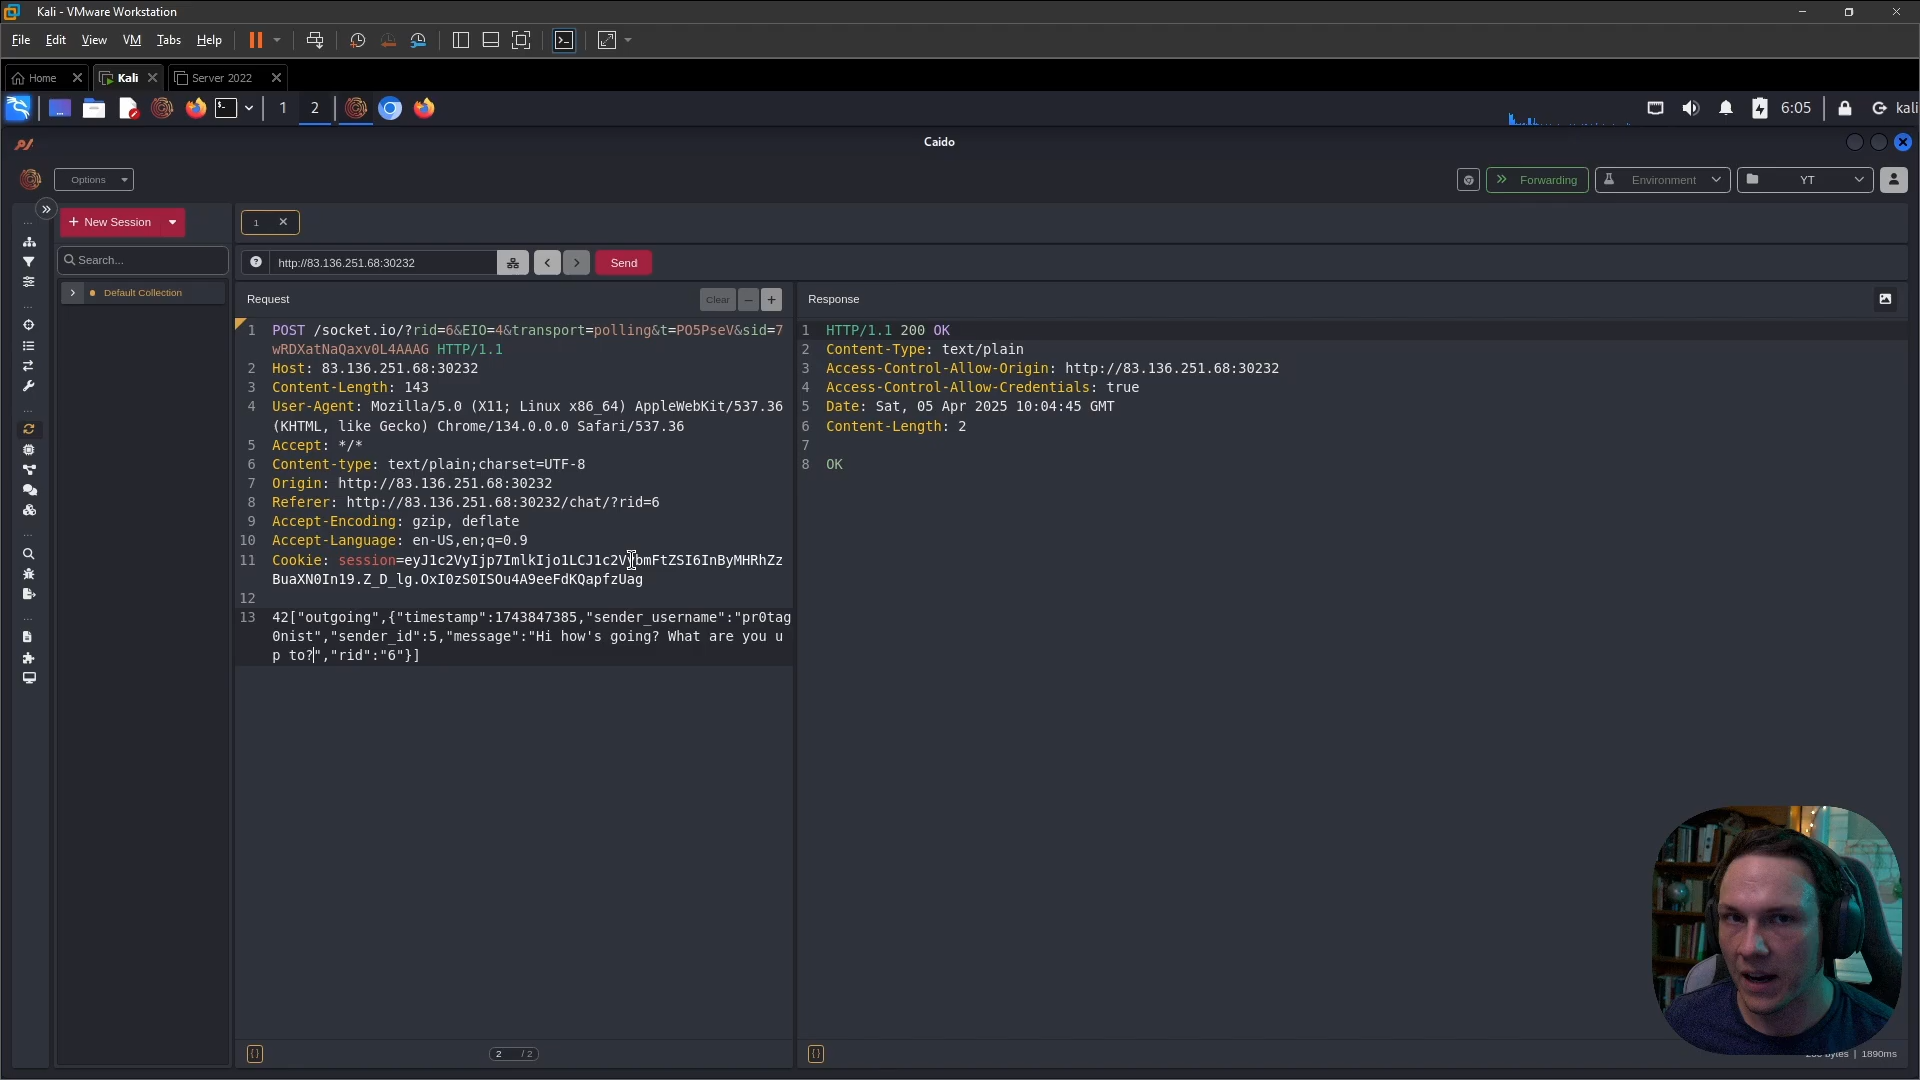 Kali - VMware Workstation
File Edit View VM Tabs Help
Home Kali Server 2022
1 2 6:05 kali
Caido
Options Forwarding Environment YT
+ New Session 1
Search... http://83.136.251.68:30232 Send
Default Collection
Request Clear Response
1 POST /socket.io/?rid=6&EIO=4&transport=polling&t=PO5PseV&sid=7
wRDXatNaQaxv0L4AAAG HTTP/1.1
2 Host: 83.136.251.68:30232
3 Content-Length: 143
4 User-Agent: Mozilla/5.0 (X11; Linux x86_64) AppleWebKit/537.36
(KHTML, like Gecko) Chrome/134.0.0.0 Safari/537.36
5 Accept: */*
6 Content-type: text/plain;charset=UTF-8
7 Origin: http://83.136.251.68:30232
8 Referer: http://83.136.251.68:30232/chat/?rid=6
9 Accept-Encoding: gzip, deflate
10 Accept-Language: en-US,en;q=0.9
11 Cookie: session=eyJ1c2VyIjp7ImlkIjo1LCJ1c2VybmFtZSI6InByMHRhZz
BuaXN0In19.Z_D_lg.OxI0zS0ISOu4A9eeFdKQapfzUag
12
13 42["outgoing",{"timestamp":1743847385,"sender_username":"pr0tag
0nist","sender_id":5,"message":"Hi how's going? What are you u
p to?","rid":"6"}]
1 HTTP/1.1 200 OK
2 Content-Type: text/plain
3 Access-Control-Allow-Origin: http://83.136.251.68:30232
4 Access-Control-Allow-Credentials: true
5 Date: Sat, 05 Apr 2025 10:04:45 GMT
6 Content-Length: 2
7
8 OK
2 / 2
bytes | 1890ms